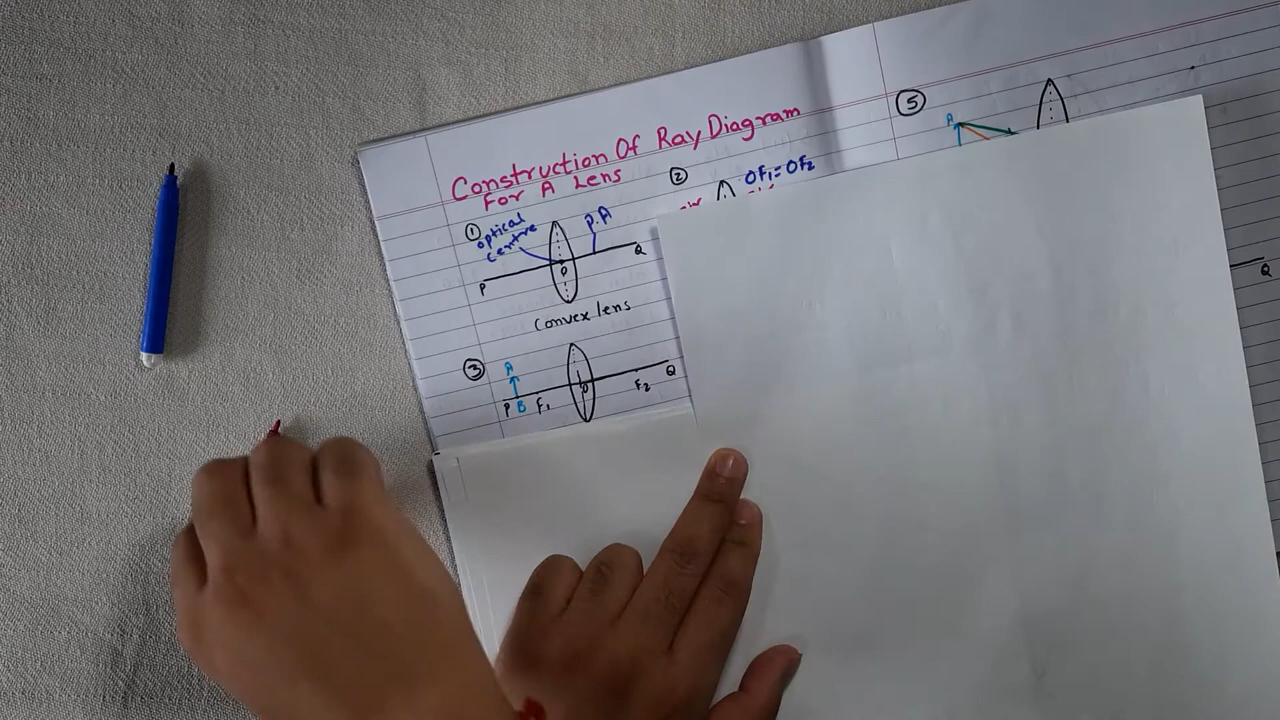 Construction Of Ray Diagram
For A Lens
①
optical
centre
P.A
P
O
Q
Convex lens
②
OF₁=OF₂
③
A
P B F₁
O
F₂
Q
⑤
A
Q